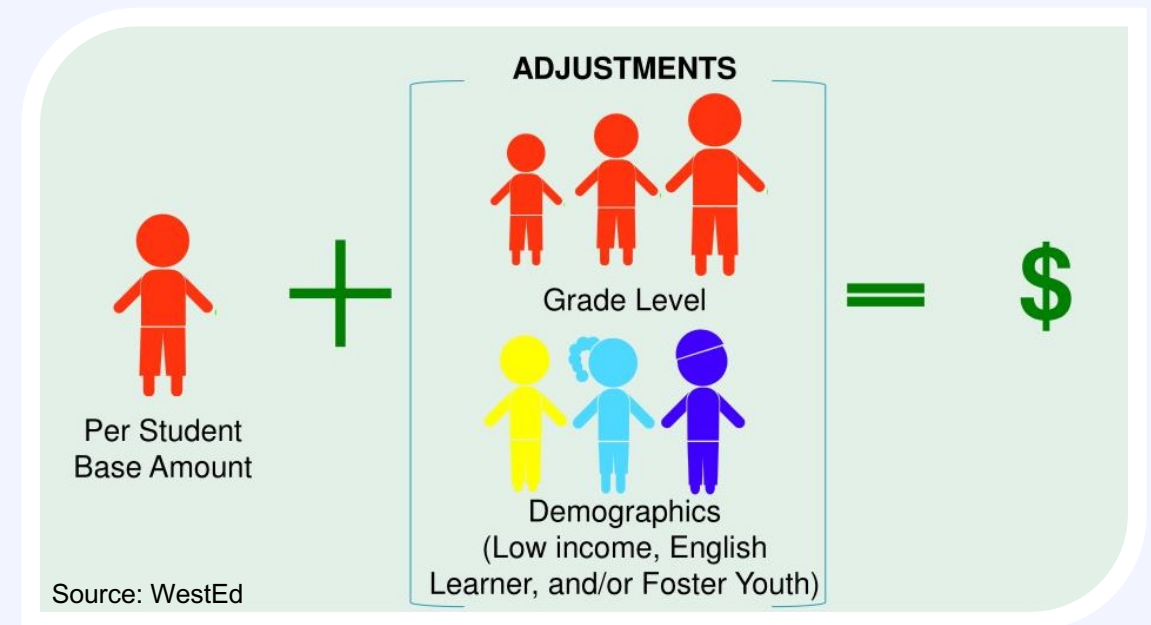 ADJUSTMENTS
Grade Level
Per Student
Base Amount
$
Demographics
(Low income, English
Learner, and/or Foster Youth)
Source: WestEd